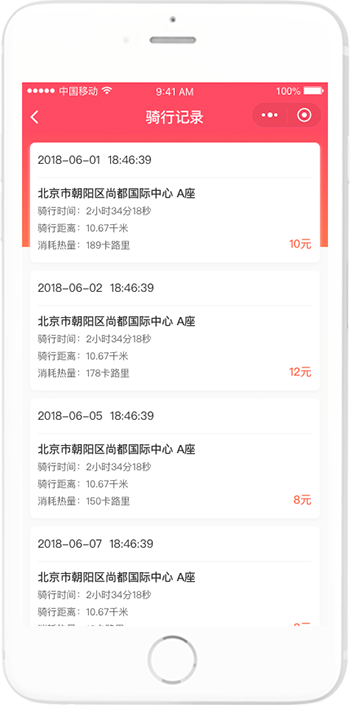 中国移动 9:41 AM 100%
骑行记录
2018-06-01 18:46:39
北京市朝阳区尚都国际中心 A座
骑行时间：2小时34分18秒
骑行距离：10.67千米
消耗热量：189卡路里 10元
2018-06-02 18:46:39
北京市朝阳区尚都国际中心 A座
骑行时间：2小时34分18秒
骑行距离：10.67千米
消耗热量：178卡路里 12元
2018-06-05 18:46:39
北京市朝阳区尚都国际中心 A座
骑行时间：2小时34分18秒
骑行距离：10.67千米
消耗热量：150卡路里 8元
2018-06-07 18:46:39
北京市朝阳区尚都国际中心 A座
骑行时间：2小时34分18秒
骑行距离：10.67千米